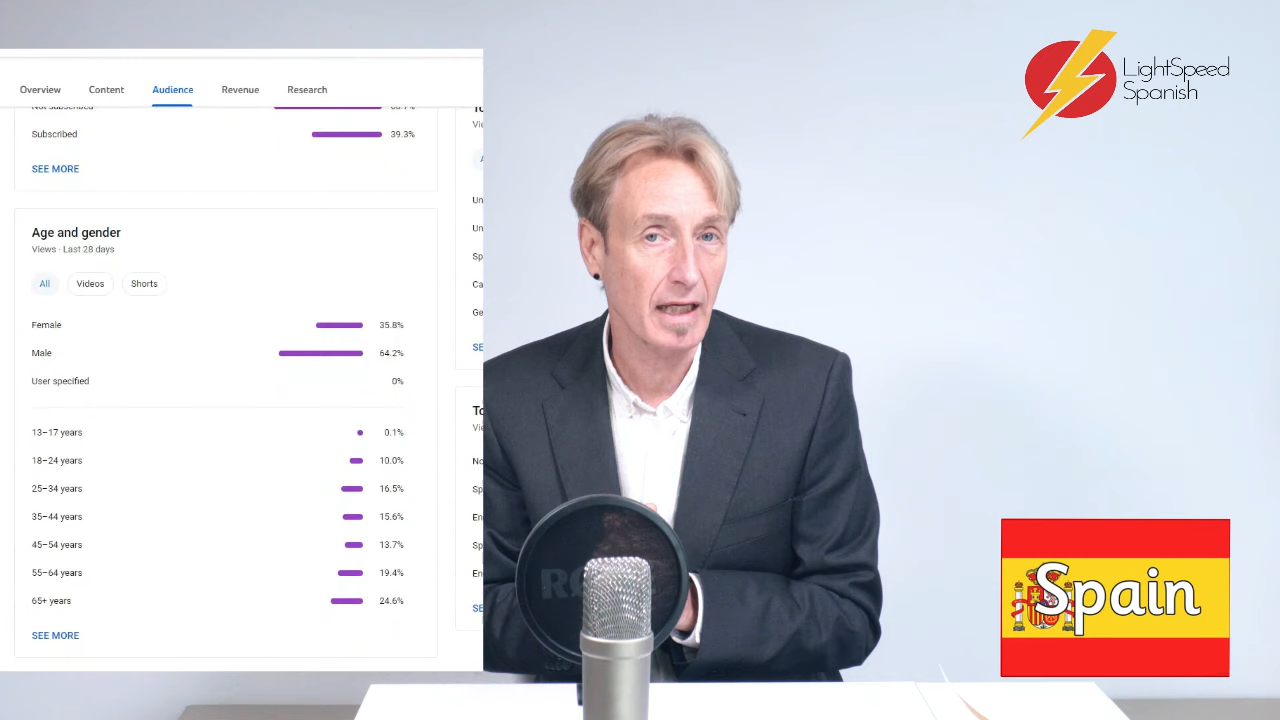 Overview Content Audience Revenue Research
Not subscribed
Subscribed 39.3%
SEE MORE
Age and gender
Views · Last 28 days
All Videos Shorts
Female 35.8%
Male 64.2%
User specified 0%
13–17 years 0.1%
18–24 years 10.0%
25–34 years 16.5%
35–44 years 15.6%
45–54 years 13.7%
55–64 years 19.4%
65+ years 24.6%
SEE MORE
LightSpeed
Spanish
Spain